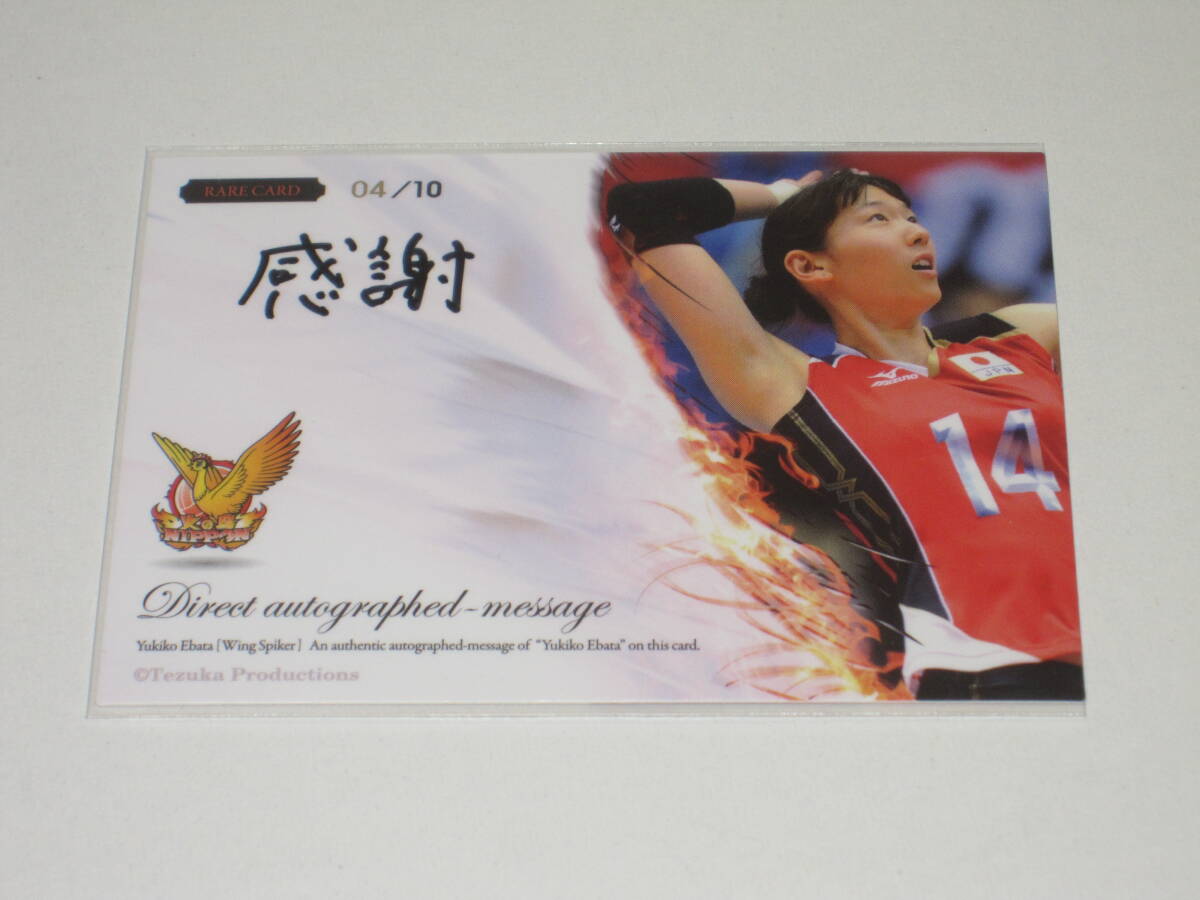 RARE CARD 04/10
感謝
MIZUNO
JPN
14
NIPPON
Direct autographed-message
Yukiko Ebata [Wing Spiker] An authentic autographed-message of "Yukiko Ebata" on this card.
©Tezuka Productions